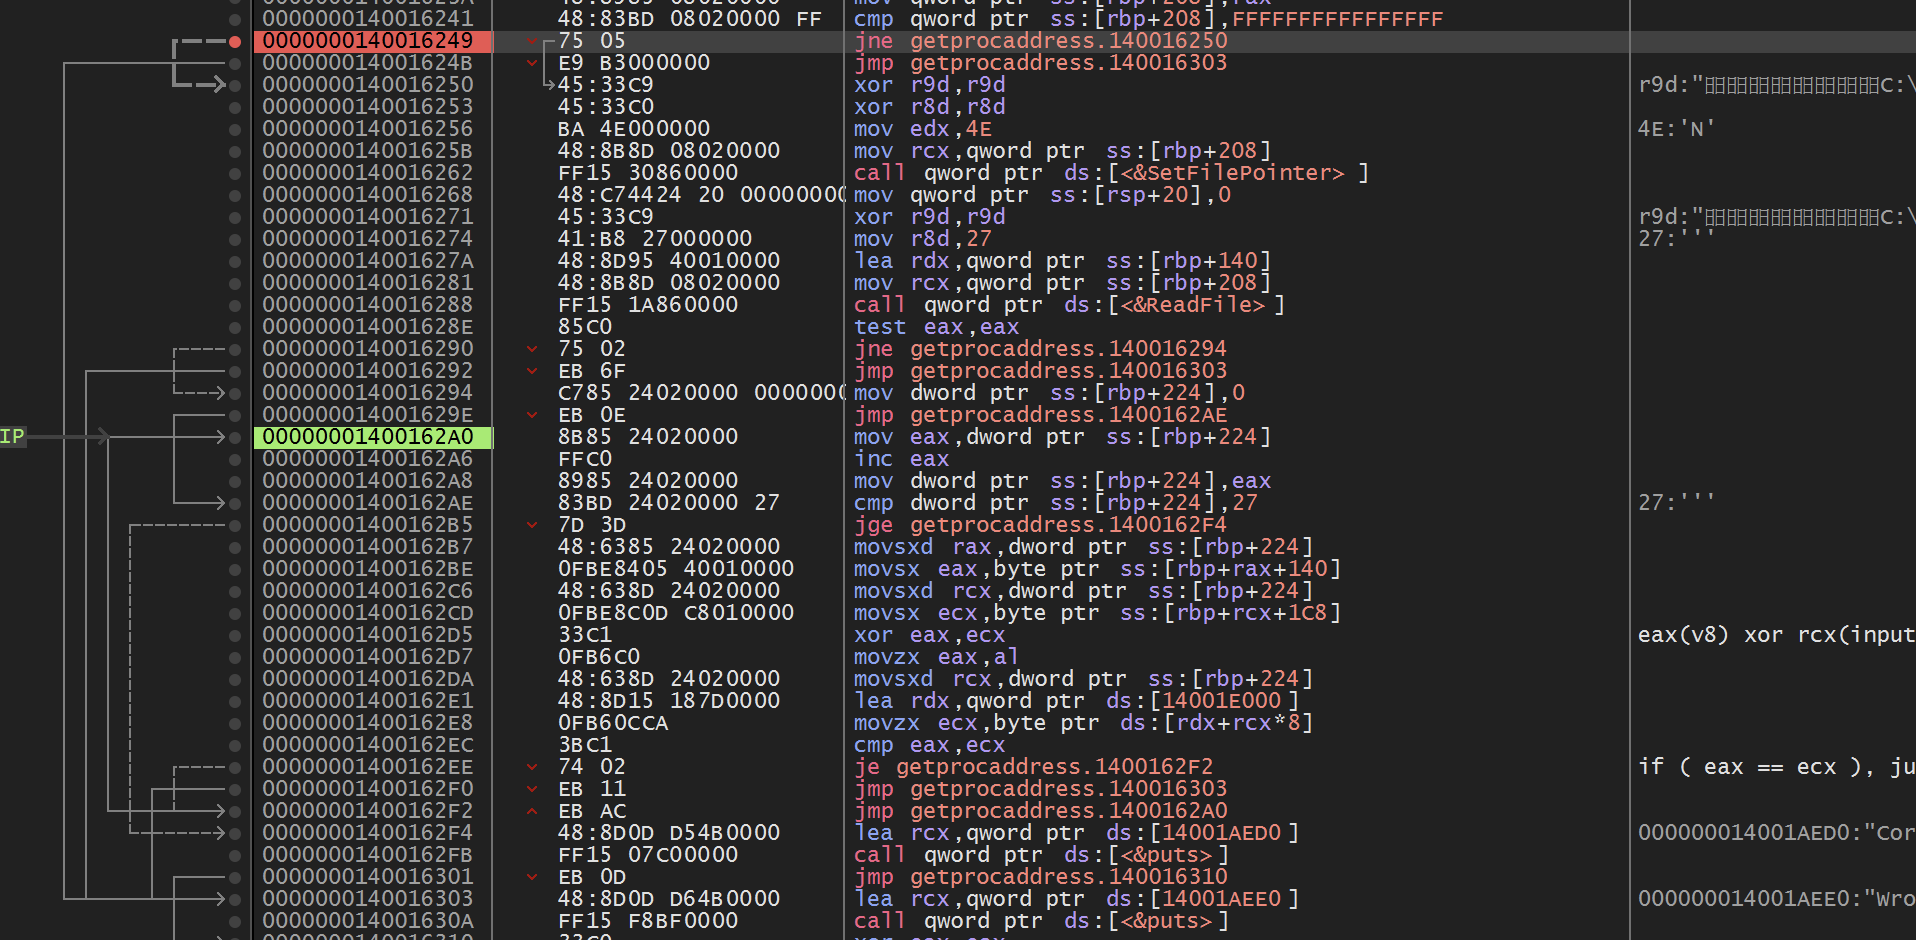 0000000140016241 48:83BD 08020000 FF cmp qword ptr ss:[rbp+208],FFFFFFFFFFFFFFFF
0000000140016249 75 05 jne getprocaddress.140016250
000000014001624B E9 B3000000 jmp getprocaddress.140016303
0000000140016250 45:33C9 xor r9d,r9d r9d:"C:\
0000000140016253 45:33C0 xor r8d,r8d
0000000140016256 BA 4E000000 mov edx,4E 4E:'N'
000000014001625B 48:8B8D 08020000 mov rcx,qword ptr ss:[rbp+208]
0000000140016262 FF15 30860000 call qword ptr ds:[<&SetFilePointer>]
0000000140016268 48:C74424 20 00000000 mov qword ptr ss:[rsp+20],0
0000000140016271 45:33C9 xor r9d,r9d r9d:"C:\
0000000140016274 41:B8 27000000 mov r8d,27 27:'''
000000014001627A 48:8D95 40010000 lea rdx,qword ptr ss:[rbp+140]
0000000140016281 48:8B8D 08020000 mov rcx,qword ptr ss:[rbp+208]
0000000140016288 FF15 1A860000 call qword ptr ds:[<&ReadFile>]
000000014001628E 85C0 test eax,eax
0000000140016290 75 02 jne getprocaddress.140016294
0000000140016292 EB 6F jmp getprocaddress.140016303
0000000140016294 C785 24020000 0000000 mov dword ptr ss:[rbp+224],0
000000014001629E EB 0E jmp getprocaddress.1400162AE
IP 00000001400162A0 8B85 24020000 mov eax,dword ptr ss:[rbp+224]
00000001400162A6 FFC0 inc eax
00000001400162A8 8985 24020000 mov dword ptr ss:[rbp+224],eax
00000001400162AE 83BD 24020000 27 cmp dword ptr ss:[rbp+224],27 27:'''
00000001400162B5 7D 3D jge getprocaddress.1400162F4
00000001400162B7 48:6385 24020000 movsxd rax,dword ptr ss:[rbp+224]
00000001400162BE 0FBE8405 40010000 movsx eax,byte ptr ss:[rbp+rax+140]
00000001400162C6 48:638D 24020000 movsxd rcx,dword ptr ss:[rbp+224]
00000001400162CD 0FBE8C0D C8010000 movsx ecx,byte ptr ss:[rbp+rcx+1C8]
00000001400162D5 33C1 xor eax,ecx eax(v8) xor rcx(input
00000001400162D7 0FB6C0 movzx eax,al
00000001400162DA 48:638D 24020000 movsxd rcx,dword ptr ss:[rbp+224]
00000001400162E1 48:8D15 187D0000 lea rdx,qword ptr ds:[14001E000]
00000001400162E8 0FB60CCA movzx ecx,byte ptr ds:[rdx+rcx*8]
00000001400162EC 3BC1 cmp eax,ecx
00000001400162EE 74 02 je getprocaddress.1400162F2 if ( eax == ecx ), ju
00000001400162F0 EB 11 jmp getprocaddress.140016303
00000001400162F2 EB AC jmp getprocaddress.1400162A0
00000001400162F4 48:8D0D D54B0000 lea rcx,qword ptr ds:[14001AED0] 000000014001AED0:"Cor
00000001400162FB FF15 07C00000 call qword ptr ds:[<&puts>]
0000000140016301 EB 0D jmp getprocaddress.140016310
0000000140016303 48:8D0D D64B0000 lea rcx,qword ptr ds:[14001AEE0] 000000014001AEE0:"Wro
000000014001630A FF15 F8BF0000 call qword ptr ds:[<&puts>]